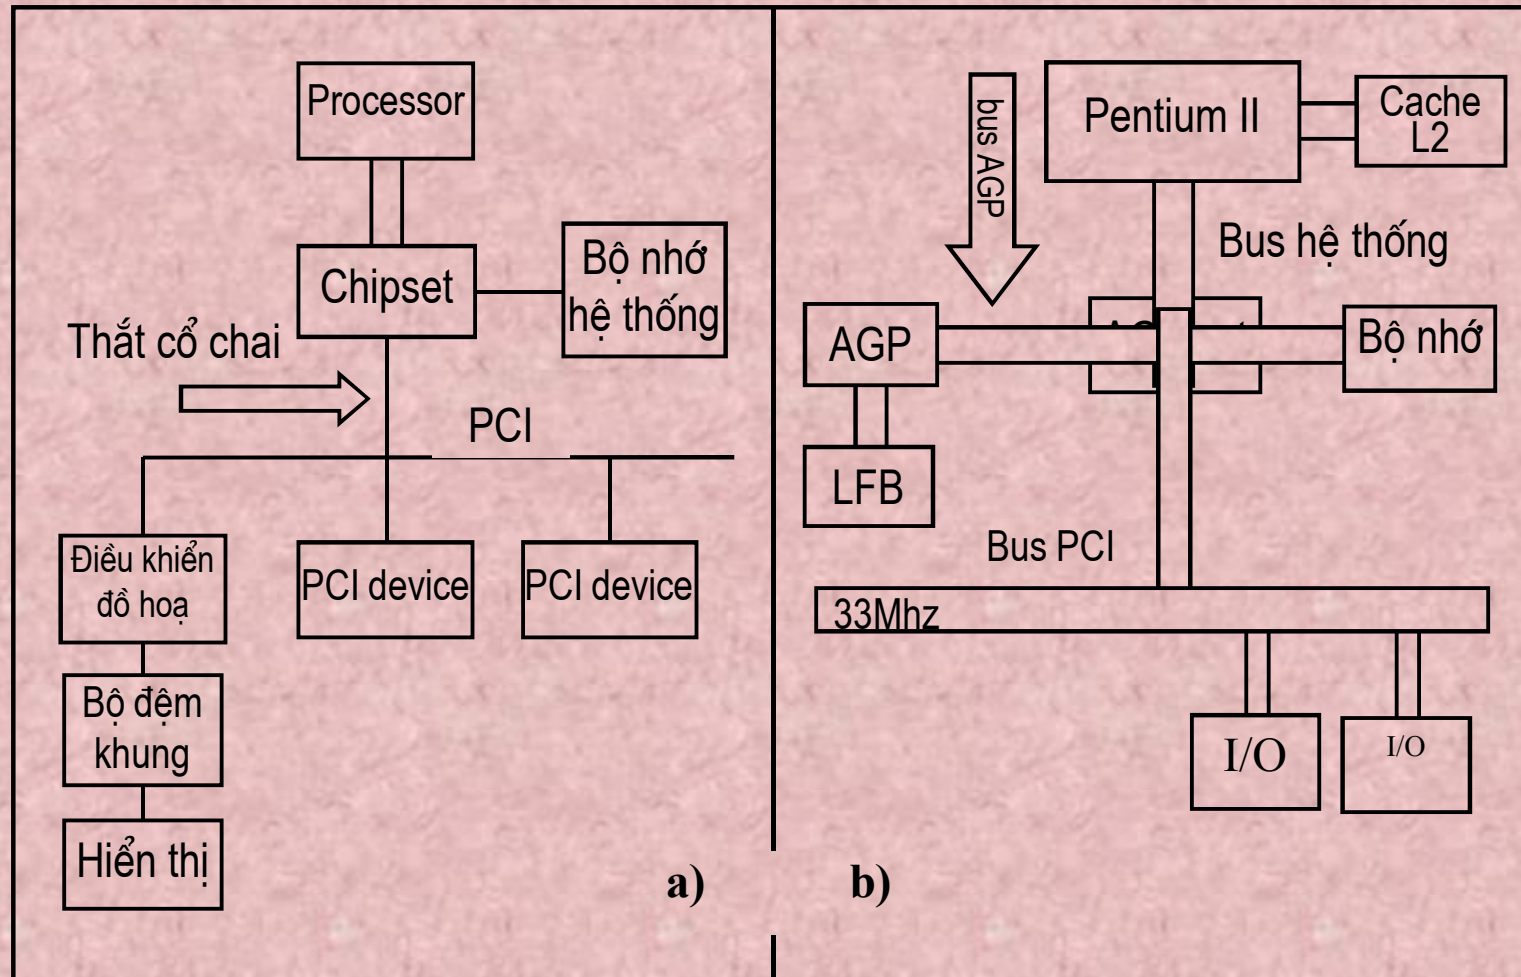 Processor
Chipset
Bộ nhớ
hệ thống
Thắt cổ chai
PCI
Điều khiển
đồ hoạ
PCI device
PCI device
Bộ đệm
khung
Hiển thị
a)
bus AGP
Pentium II
Cache
L2
Bus hệ thống
AGP
Bộ nhớ
LFB
Bus PCI
33Mhz
I/O
I/O
b)